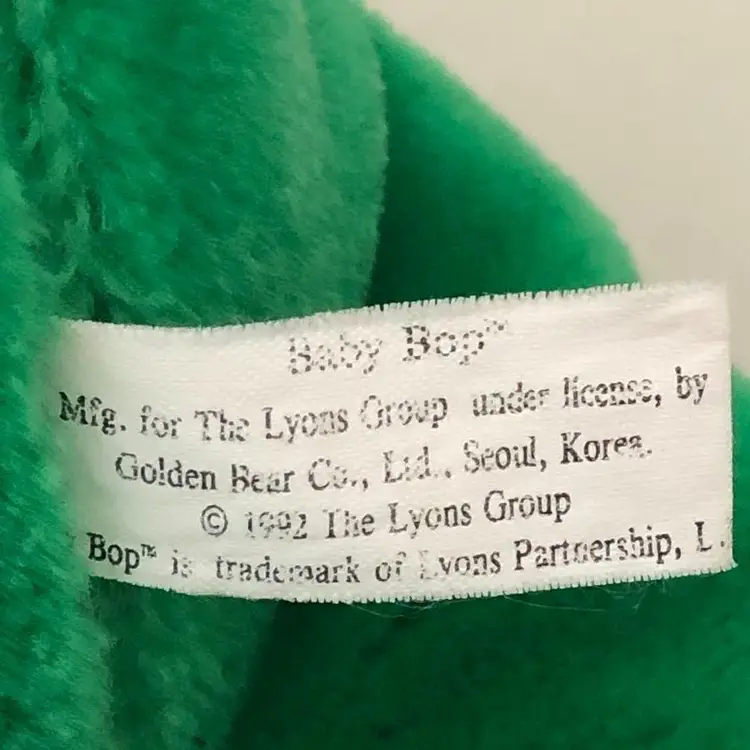 Baby Bop™
Mfg. for The Lyons Group under license, by
Golden Bear Co., Ltd., Seoul, Korea.
© 1992 The Lyons Group
Bop™ is trademark of Lyons Partnership, L.